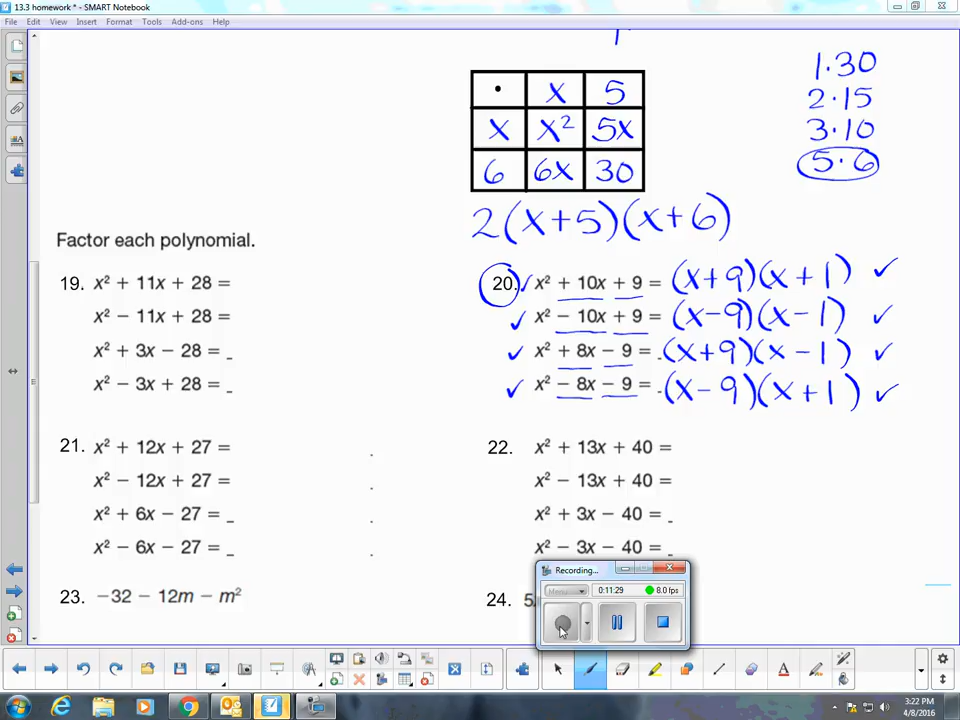 13.3 homework * - SMART Notebook
File Edit View Insert Format Tools Add-ons Help
1·30
2·15
3·10
5·6
• x 5
x x² 5x
6 6x 30
2(x+5)(x+6)
Factor each polynomial.
19. x² + 11x + 28 =
x² − 11x + 28 =
x² + 3x − 28 = _
x² − 3x + 28 = _
20. ✓ x² + 10x + 9 = (x+9)(x+1) ✓
✓ x² − 10x + 9 = (x−9)(x−1) ✓
✓ x² + 8x − 9 = (x+9)(x−1) ✓
✓ x² − 8x − 9 = (x−9)(x+1) ✓
21. x² + 12x + 27 =
x² − 12x + 27 =
x² + 6x − 27 = _
x² − 6x − 27 = _
22. x² + 13x + 40 =
x² − 13x + 40 =
x² + 3x − 40 = _
x² − 3x − 40 = _
23. −32 − 12m − m²
24. 5
Recording...
Menu 0:11:29 8.0 fps
3:22 PM
4/8/2016